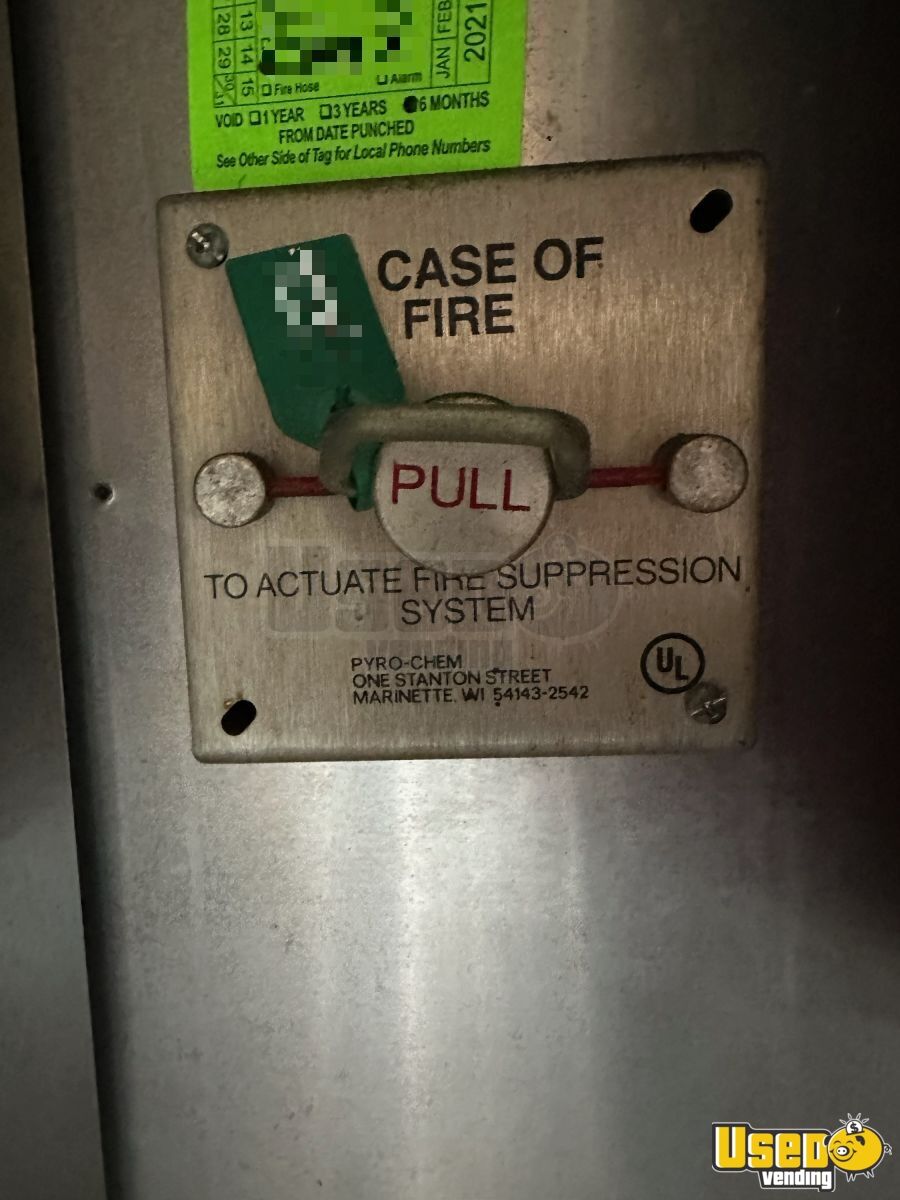 28 29 30/31
13 14 15
JAN FEB
2021
☐ Fire Hose ☐ Alarm
VOID ☐ 1 YEAR ☐ 3 YEARS ● 6 MONTHS
FROM DATE PUNCHED
See Other Side of Tag for Local Phone Numbers
CASE OF
FIRE
PULL
TO ACTUATE FIRE SUPPRESSION
SYSTEM
PYRO-CHEM
ONE STANTON STREET
MARINETTE, WI 54143-2542
UL
USED
vending